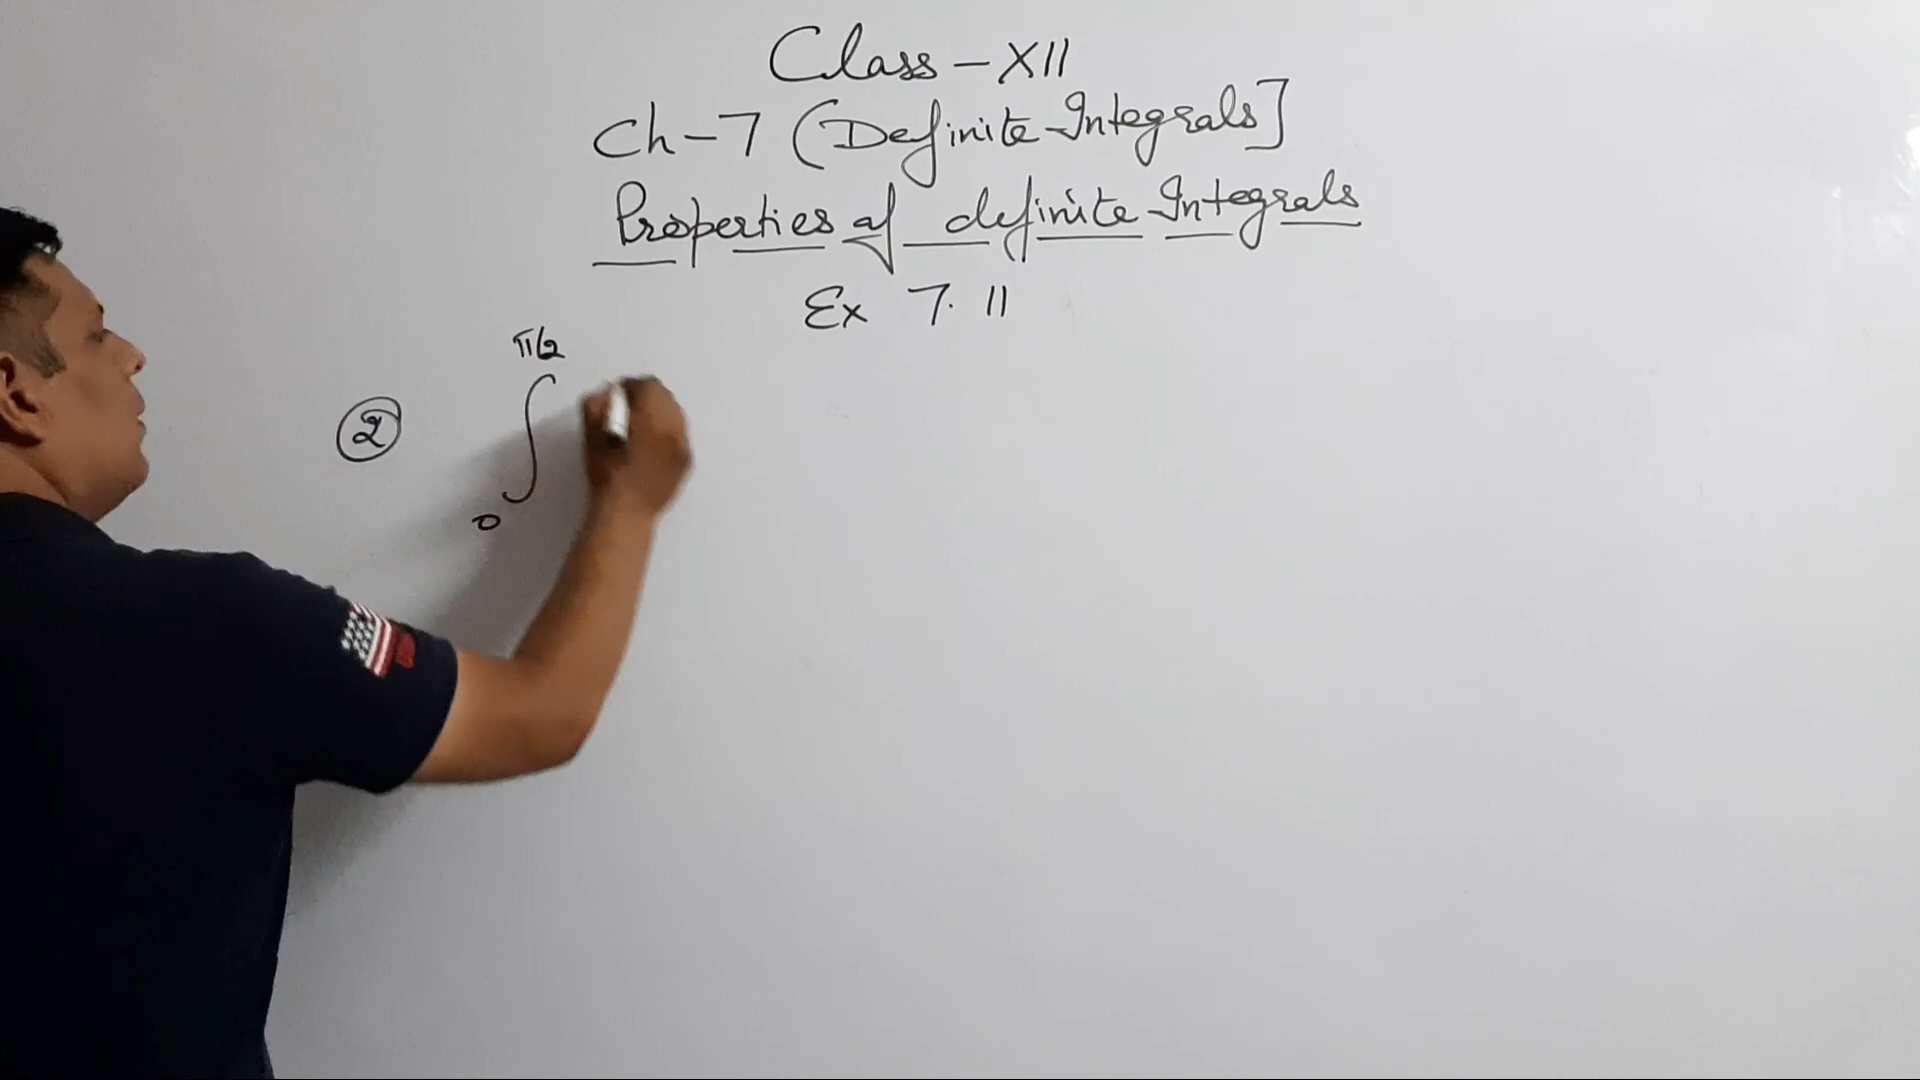 Class - XII
Ch-7 (Definite Integrals]
Properties of definite Integrals
Ex 7.11
② ∫₀^π/2